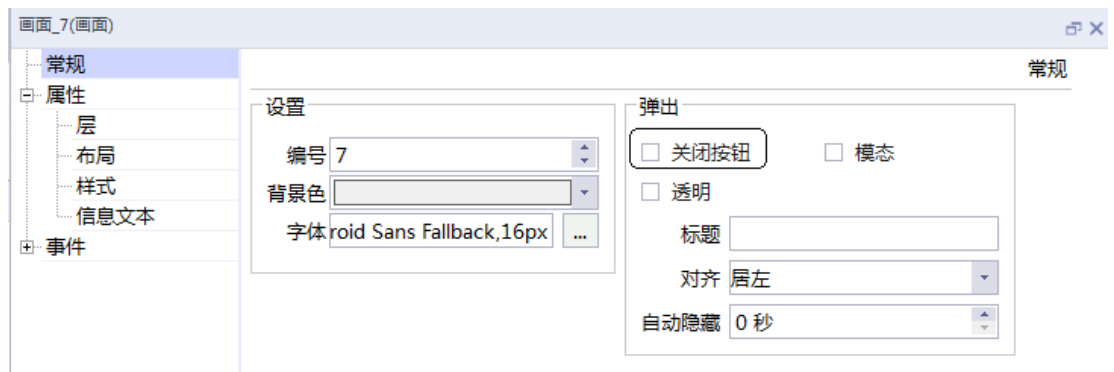 画面_7(画面)
常规
属性
层
布局
样式
信息文本
事件
常规
设置
编号 7
背景色
字体 roid Sans Fallback,16px ...
弹出
关闭按钮 模态
透明
标题
对齐 居左
自动隐藏 0 秒